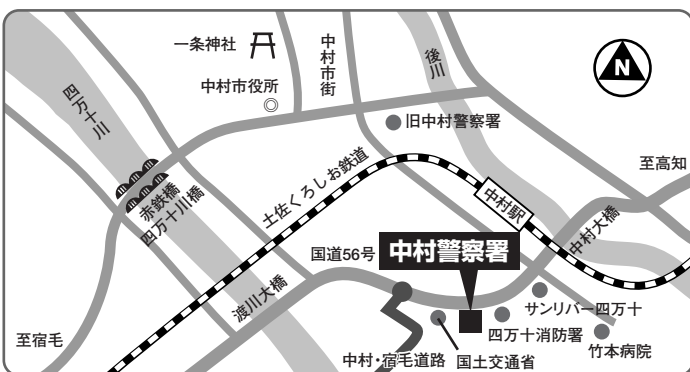 一条神社
中村市街
中村市役所
後川
N
四万十川
旧中村警察署
至高知
赤鉄橋
四万十川橋
土佐くろしお鉄道
中村駅
中村大橋
国道56号
中村警察署
渡川大橋
サンリバー四万十
四万十消防署
至宿毛
中村・宿毛道路
国土交通省
竹本病院